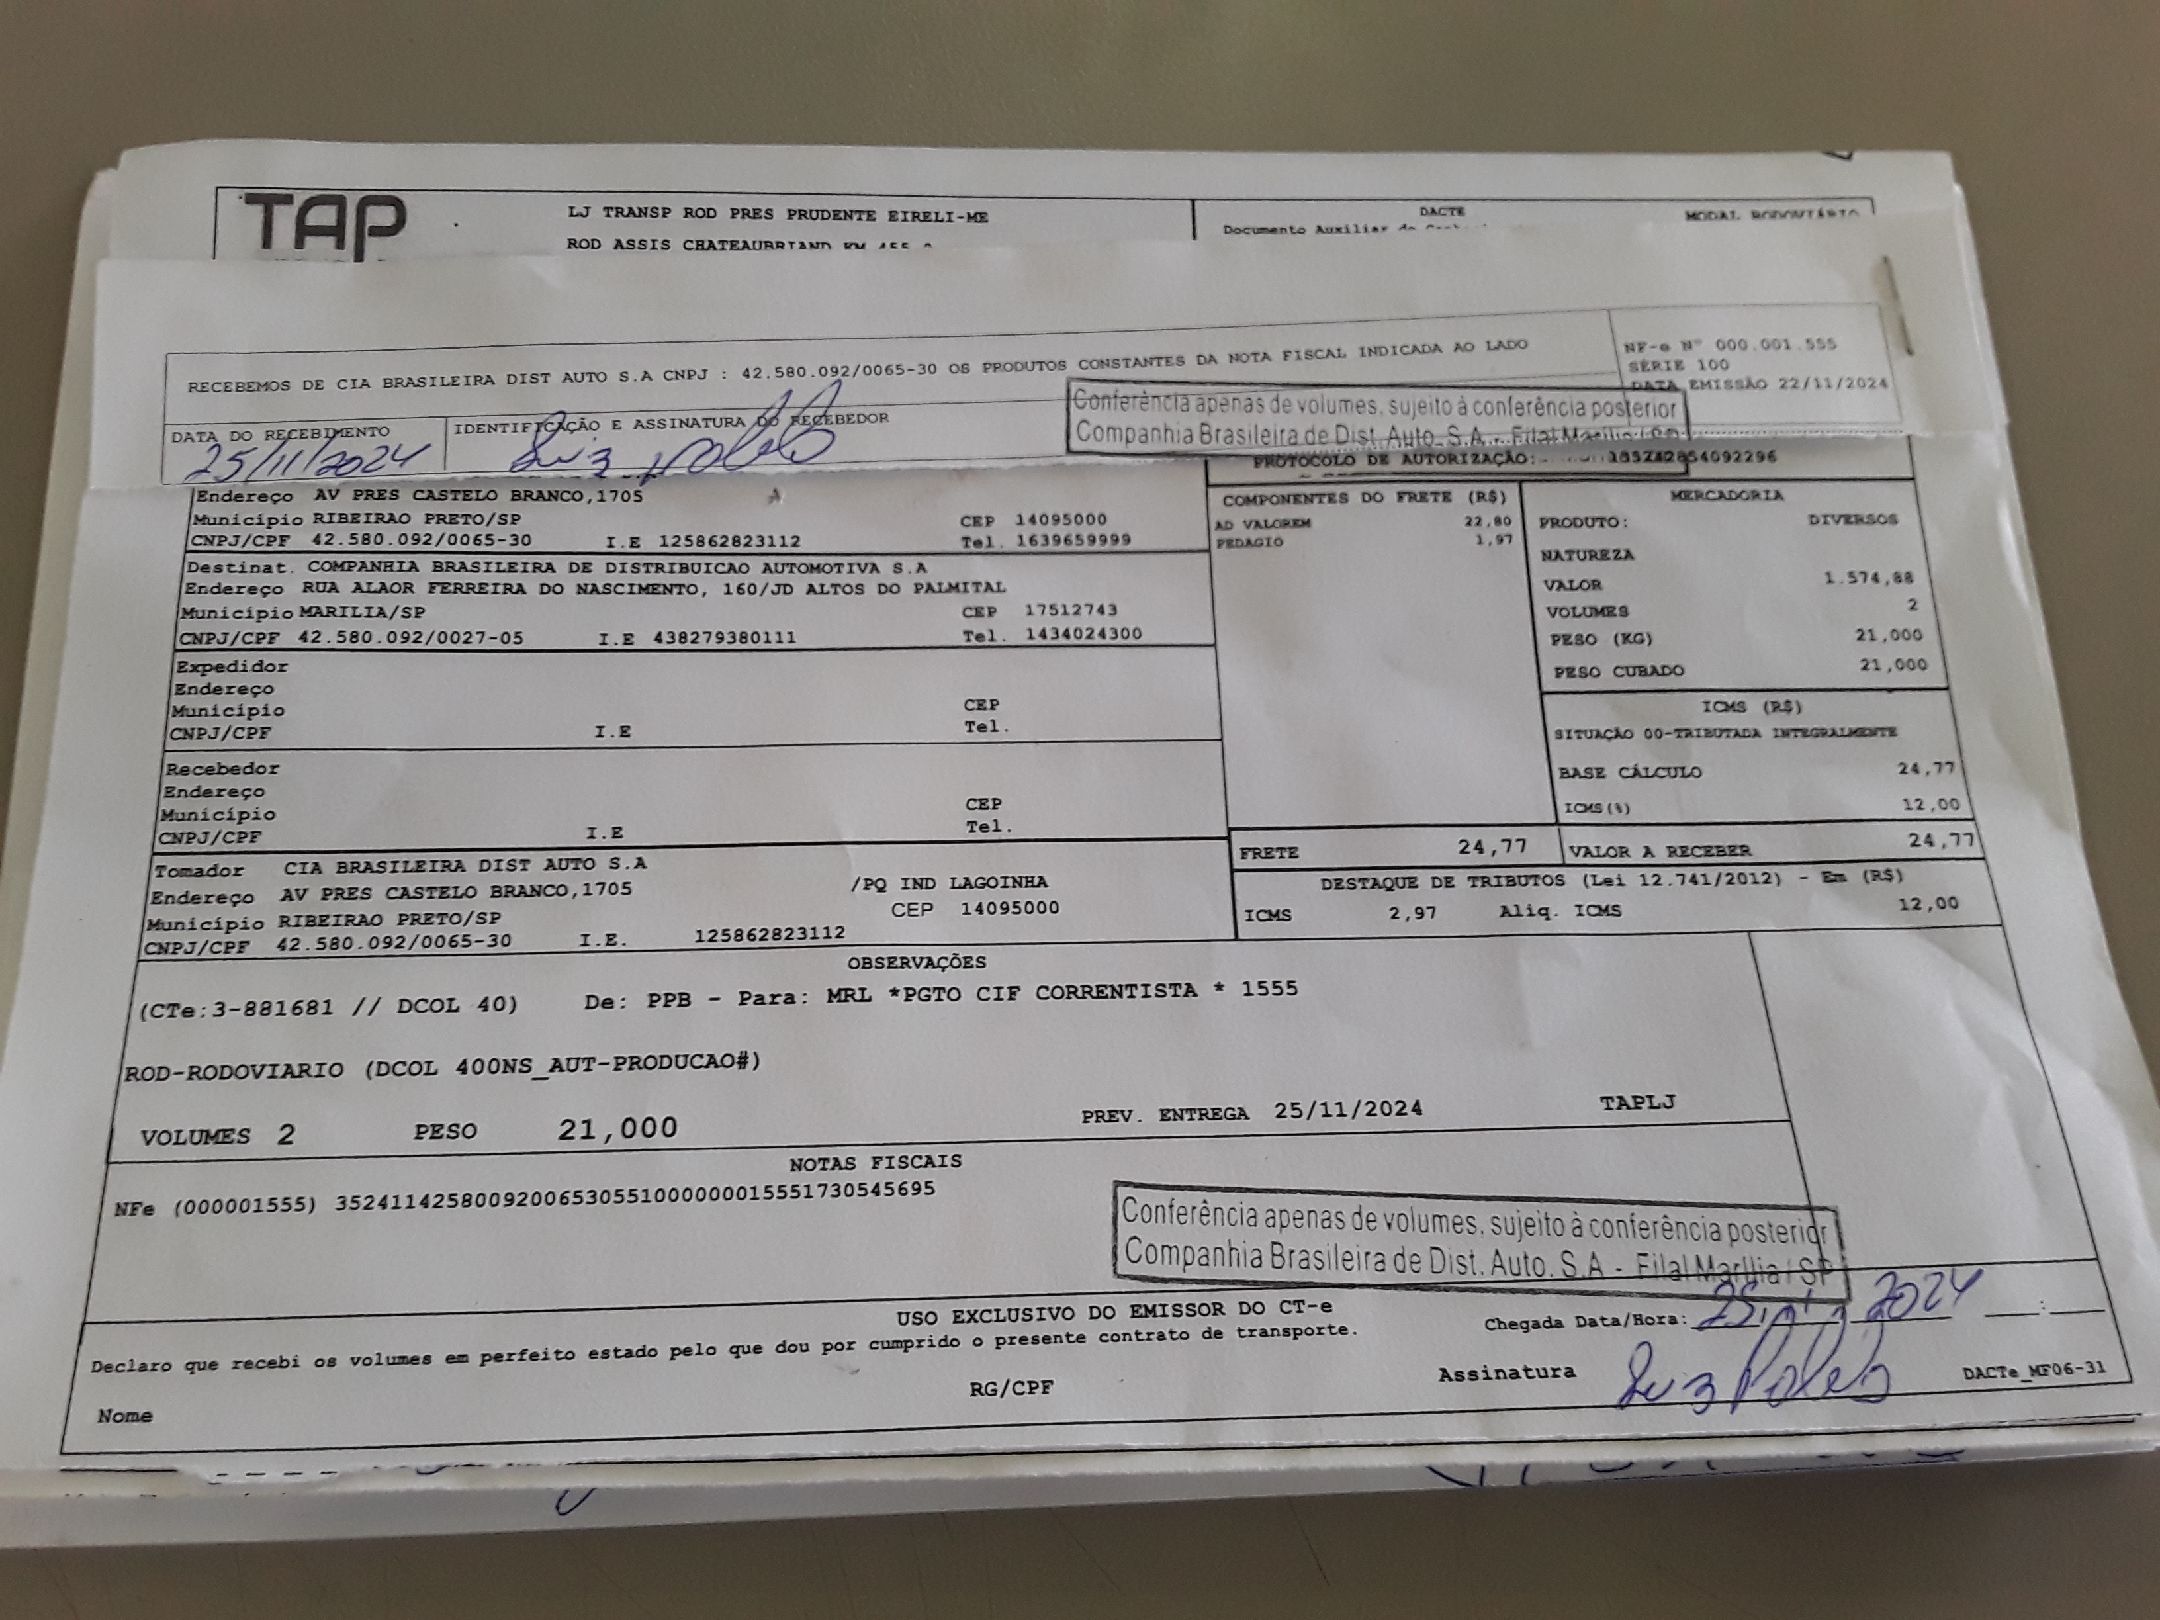 TAP
LJ TRANSP ROD PRES PRUDENTE EIRELI-ME
ROD ASSIS CHATEAUBRIAND KM 455
DACTE
Documento Auxiliar
MODAL RODOVIÁRIO
RECEBEMOS DE CIA BRASILEIRA DIST AUTO S.A CNPJ : 42.580.092/0065-30 OS PRODUTOS CONSTANTES DA NOTA FISCAL INDICADA AO LADO
NF-e Nº 000.001.555
SÉRIE 100
DATA EMISSÃO 22/11/2024
DATA DO RECEBIMENTO
25/11/2024
IDENTIFICAÇÃO E ASSINATURA DO RECEBEDOR
Conferência apenas de volumes, sujeito à conferência posterior
Companhia Brasileira de Dist. Auto. S.A - Filal Marília / SP
PROTOCOLO DE AUTORIZAÇÃO:
Endereço AV PRES CASTELO BRANCO,1705
Município RIBEIRAO PRETO/SP CEP 14095000
CNPJ/CPF 42.580.092/0065-30 I.E 125862823112 Tel. 1639659999
Destinat. COMPANHIA BRASILEIRA DE DISTRIBUICAO AUTOMOTIVA S.A
Endereço RUA ALAOR FERREIRA DO NASCIMENTO, 160/JD ALTOS DO PALMITAL
Município MARILIA/SP CEP 17512743
CNPJ/CPF 42.580.092/0027-05 I.E 438279380111 Tel. 1434024300
Expedidor
Endereço
Município CEP
CNPJ/CPF I.E Tel.
Recebedor
Endereço
Município CEP
CNPJ/CPF I.E Tel.
Tomador CIA BRASILEIRA DIST AUTO S.A
Endereço AV PRES CASTELO BRANCO,1705 /PQ IND LAGOINHA
Município RIBEIRAO PRETO/SP CEP 14095000
CNPJ/CPF 42.580.092/0065-30 I.E. 125862823112
COMPONENTES DO FRETE (R$)
AD VALOREM 22,80
PEDAGIO 1,97
MERCADORIA
PRODUTO: DIVERSOS
NATUREZA
VALOR 1.574,88
VOLUMES 2
PESO (KG) 21,000
PESO CUBADO 21,000
ICMS (R$)
SITUAÇÃO 00-TRIBUTADA INTEGRALMENTE
BASE CÁLCULO 24,77
ICMS(%) 12,00
FRETE 24,77 VALOR A RECEBER 24,77
DESTAQUE DE TRIBUTOS (Lei 12.741/2012) - Em (R$)
ICMS 2,97 Aliq. ICMS 12,00
OBSERVAÇÕES
(CTe:3-881681 // DCOL 40) De: PPB - Para: MRL *PGTO CIF CORRENTISTA * 1555
ROD-RODOVIARIO (DCOL 400NS_AUT-PRODUCAO#)
VOLUMES 2 PESO 21,000 PREV. ENTREGA 25/11/2024 TAPLJ
NOTAS FISCAIS
NFe (000001555) 35241142580092006530551000000015551730545695
Conferência apenas de volumes, sujeito à conferência posterior
Companhia Brasileira de Dist. Auto. S.A - Filal Marília / SP
USO EXCLUSIVO DO EMISSOR DO CT-e
Declaro que recebi os volumes em perfeito estado pelo que dou por cumprido o presente contrato de transporte.
Chegada Data/Hora: 25/11/2024 __:__
Nome RG/CPF Assinatura
DACTe_MF06-31